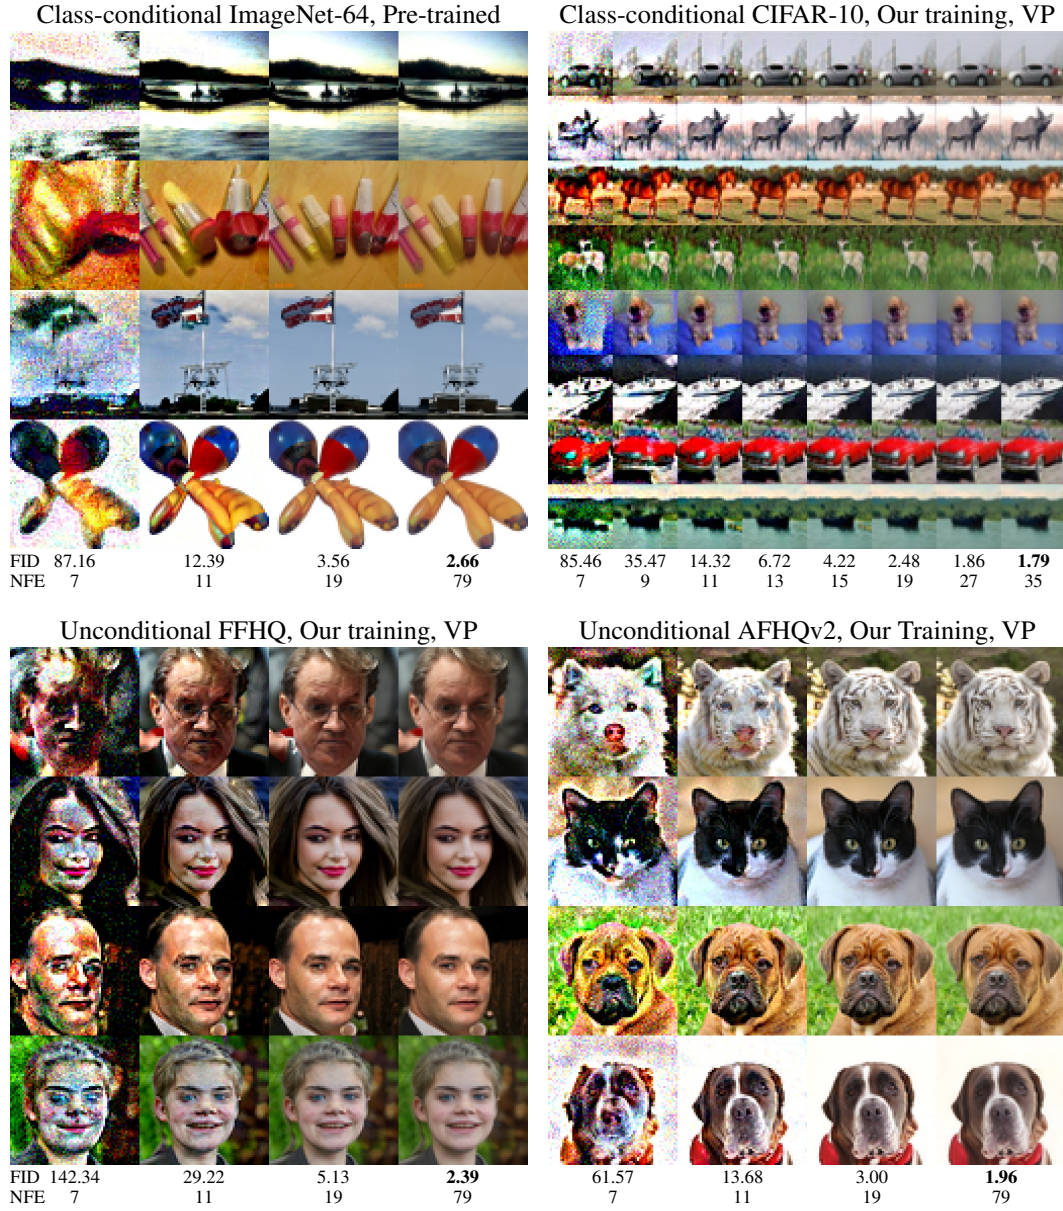 Class-conditional ImageNet-64, Pre-trained
FID 87.16 12.39 3.56 2.66
NFE 7 11 19 79
Class-conditional CIFAR-10, Our training, VP
85.46 35.47 14.32 6.72 4.22 2.48 1.86 1.79
7 9 11 13 15 19 27 35
Unconditional FFHQ, Our training, VP
FID 142.34 29.22 5.13 2.39
NFE 7 11 19 79
Unconditional AFHQv2, Our Training, VP
61.57 13.68 3.00 1.96
7 11 19 79